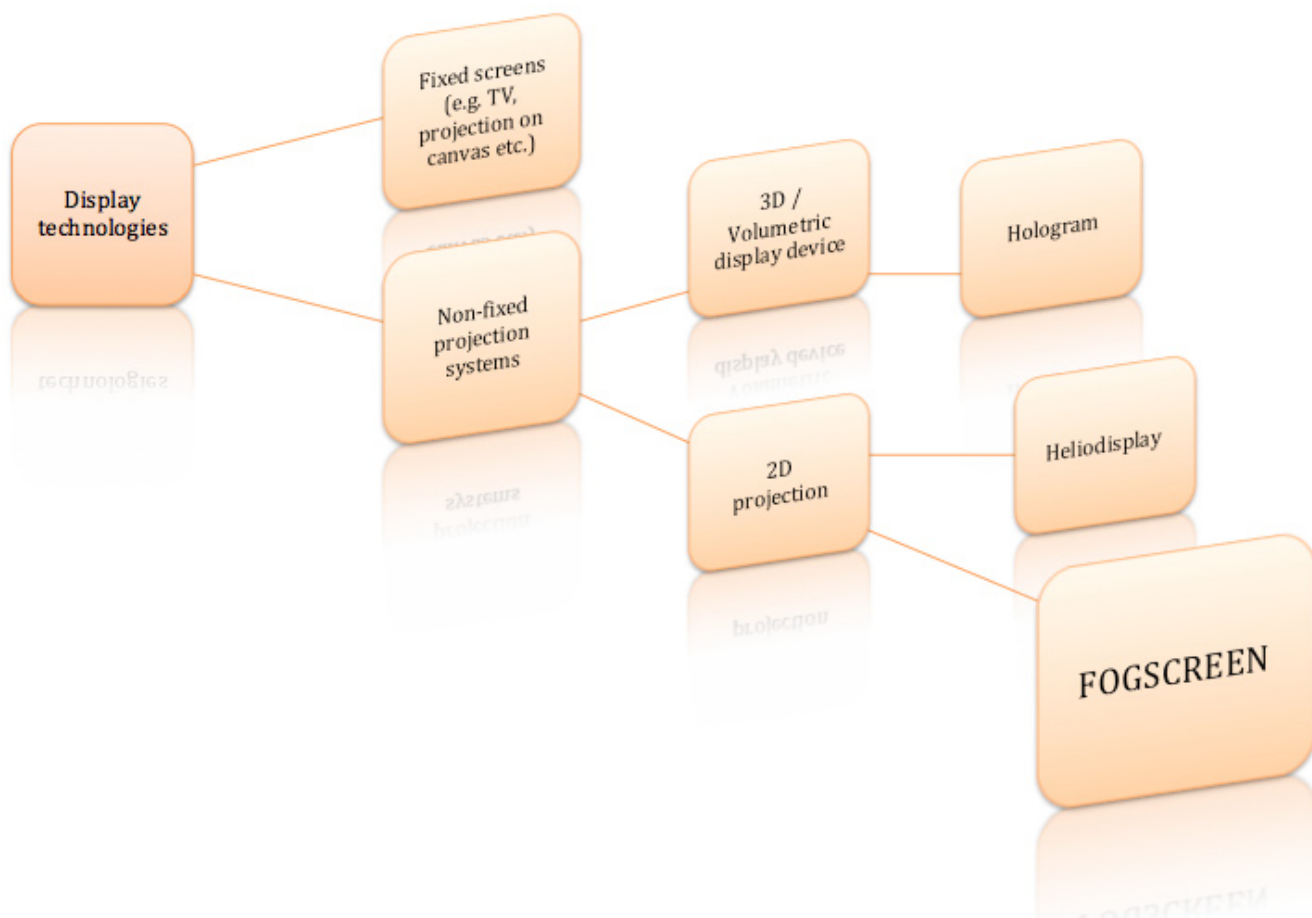 Display
technologies
Fixed screens
(e.g. TV,
projection on
canvas etc.)
Non-fixed
projection
systems
3D /
Volumetric
display device
Hologram
2D
projection
Heliodisplay
FOGSCREEN